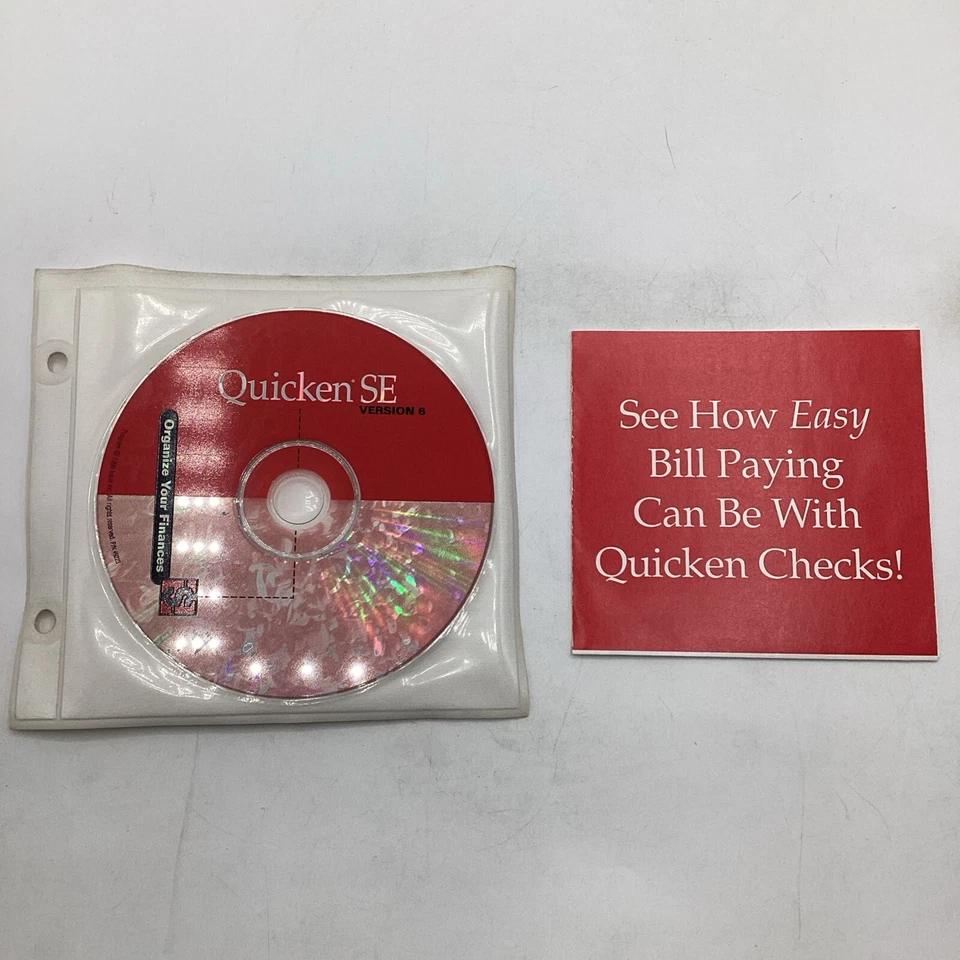 Quicken® SE
VERSION 6
Organize Your Finances
See How Easy
Bill Paying
Can Be With
Quicken Checks!